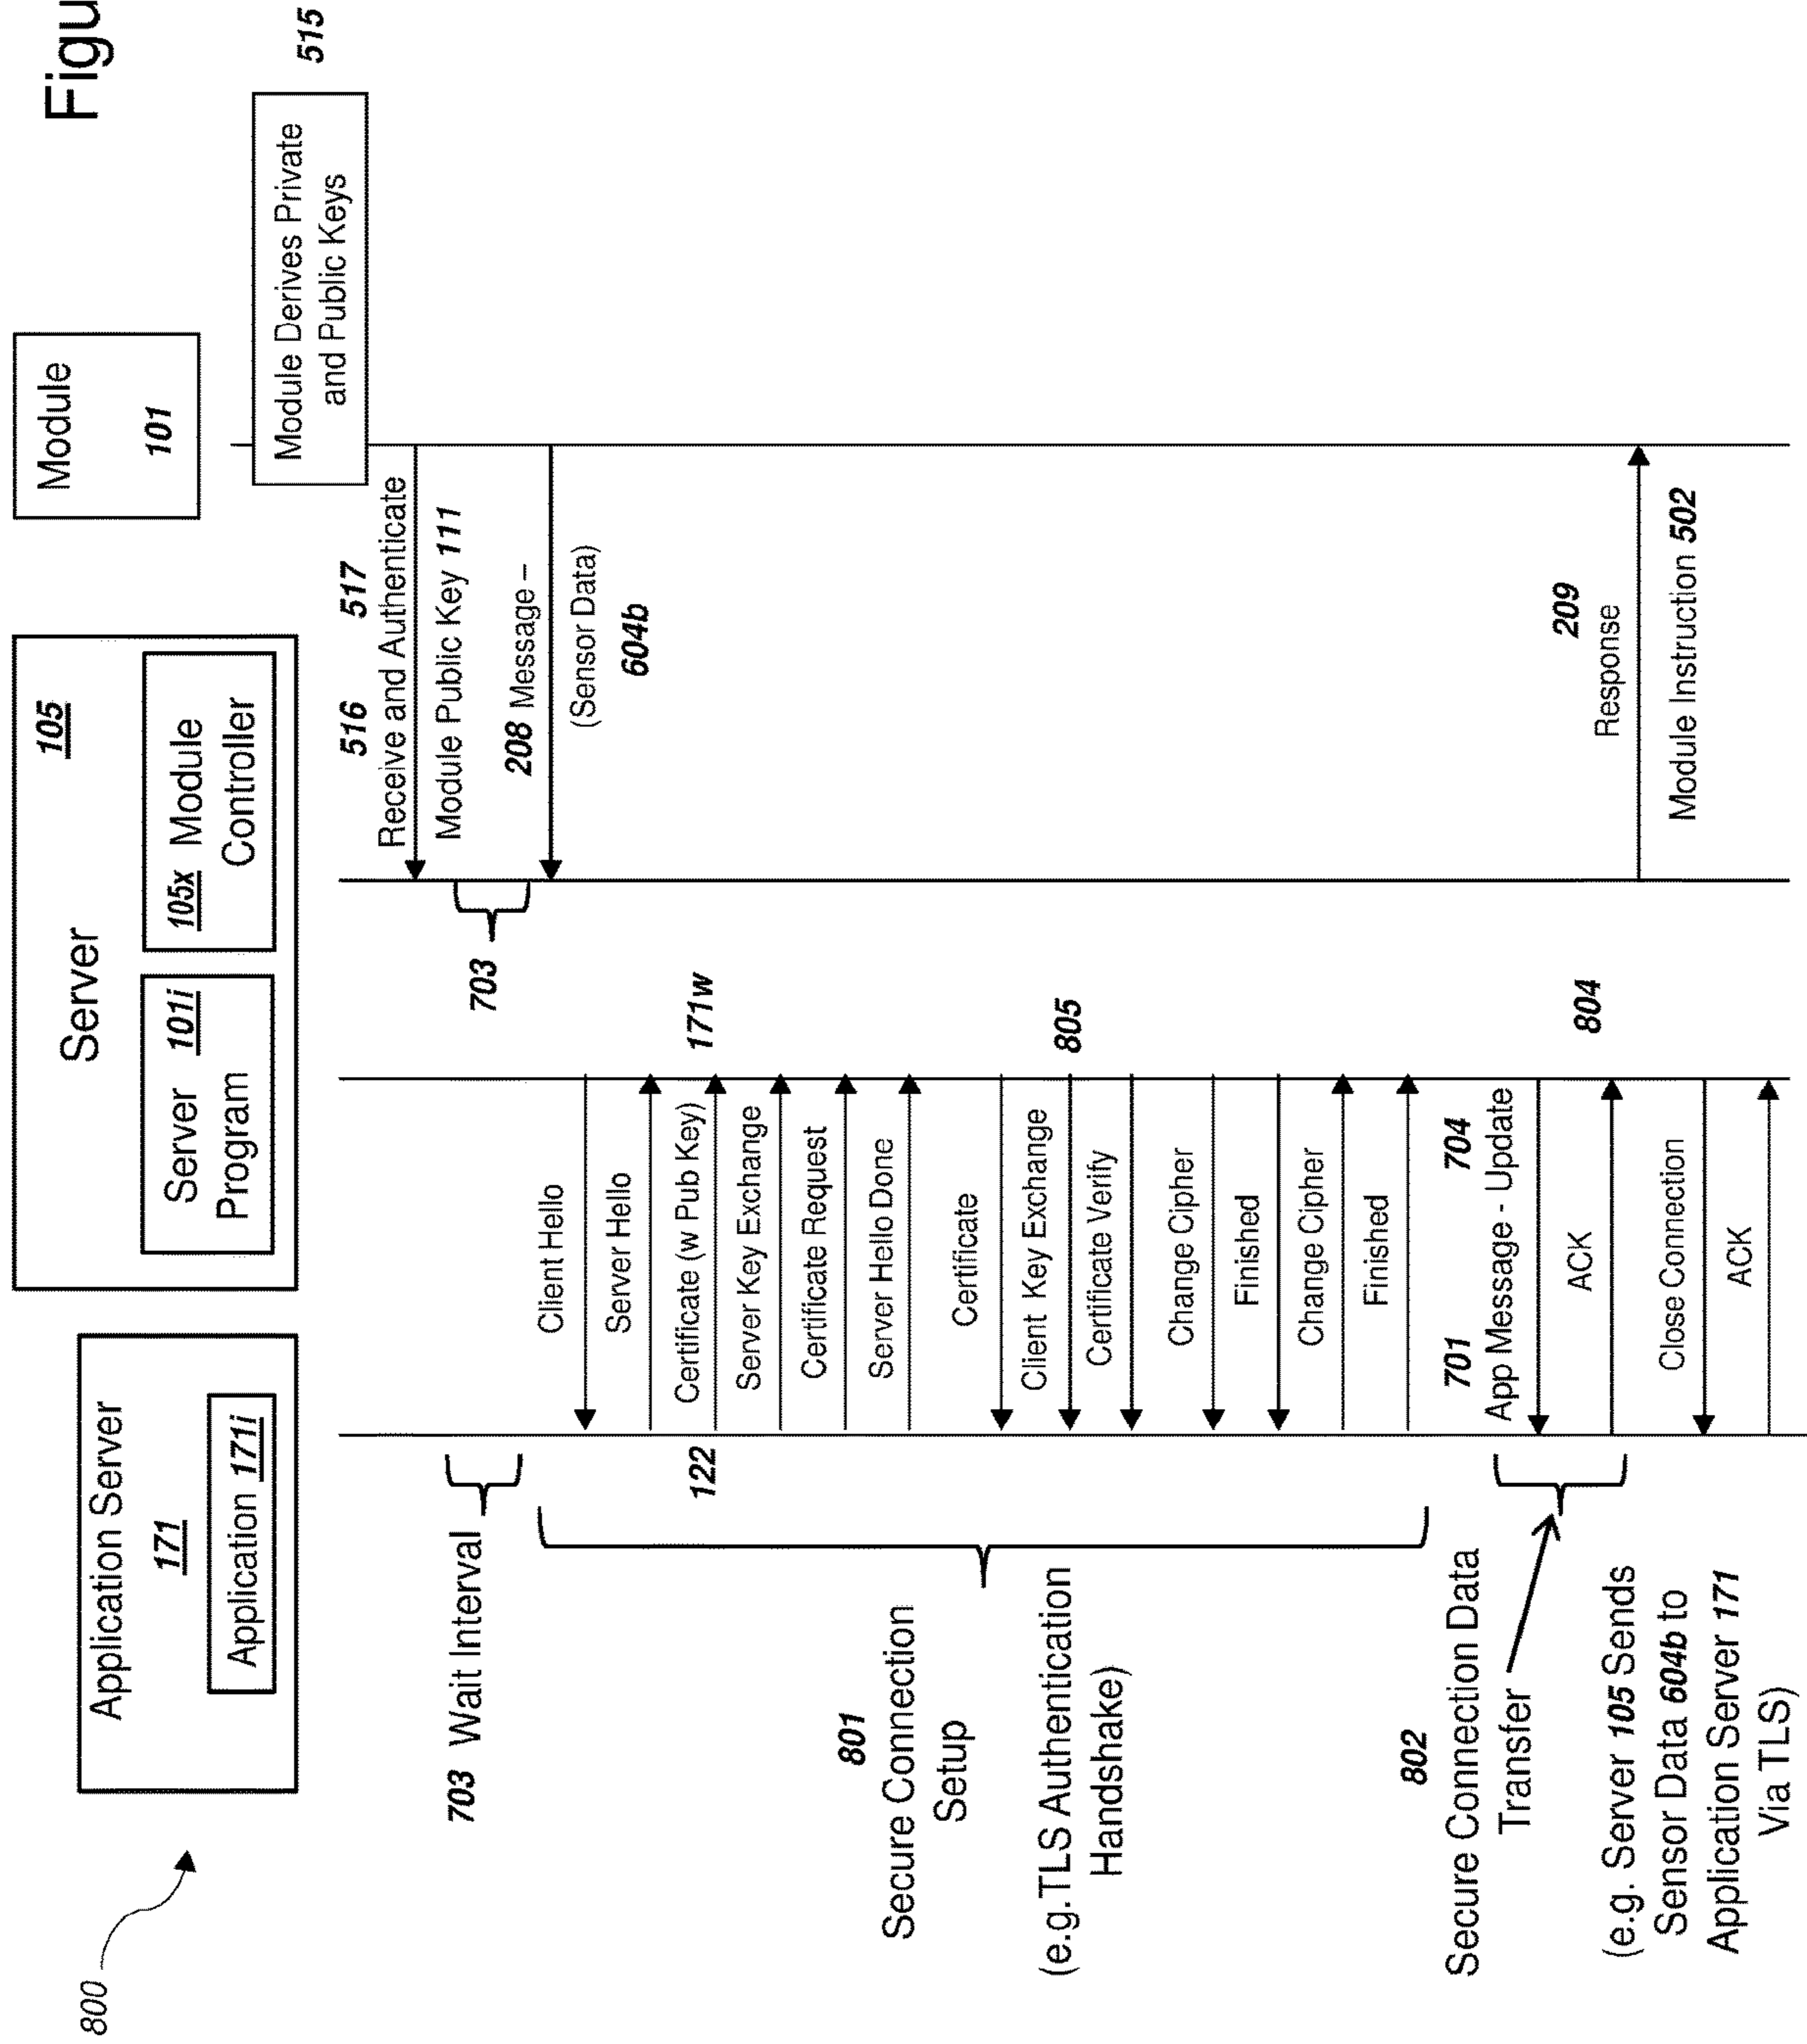 Figu
800
Application Server
171
Application 171i
Server
105
Server 101i
Program
105x Module
Controller
Module
101
Module Derives Private
and Public Keys
515
516 517
Receive and Authenticate
Module Public Key 111
703 Wait Interval
703
208 Message –
(Sensor Data)
604b
Client Hello
Server Hello
122
Certificate (w Pub Key)
171w
Server Key Exchange
Certificate Request
Server Hello Done
801
Secure Connection
Setup
(e.g.TLS Authentication
Handshake)
Certificate
Client Key Exchange
805
Certificate Verify
Change Cipher
Finished
Change Cipher
Finished
802
Secure Connection Data
Transfer
(e.g. Server 105 Sends
Sensor Data 604b to
Application Server 171
Via TLS)
701 704
App Message - Update
ACK
804
209
Response
Module Instruction 502
Close Connection
ACK